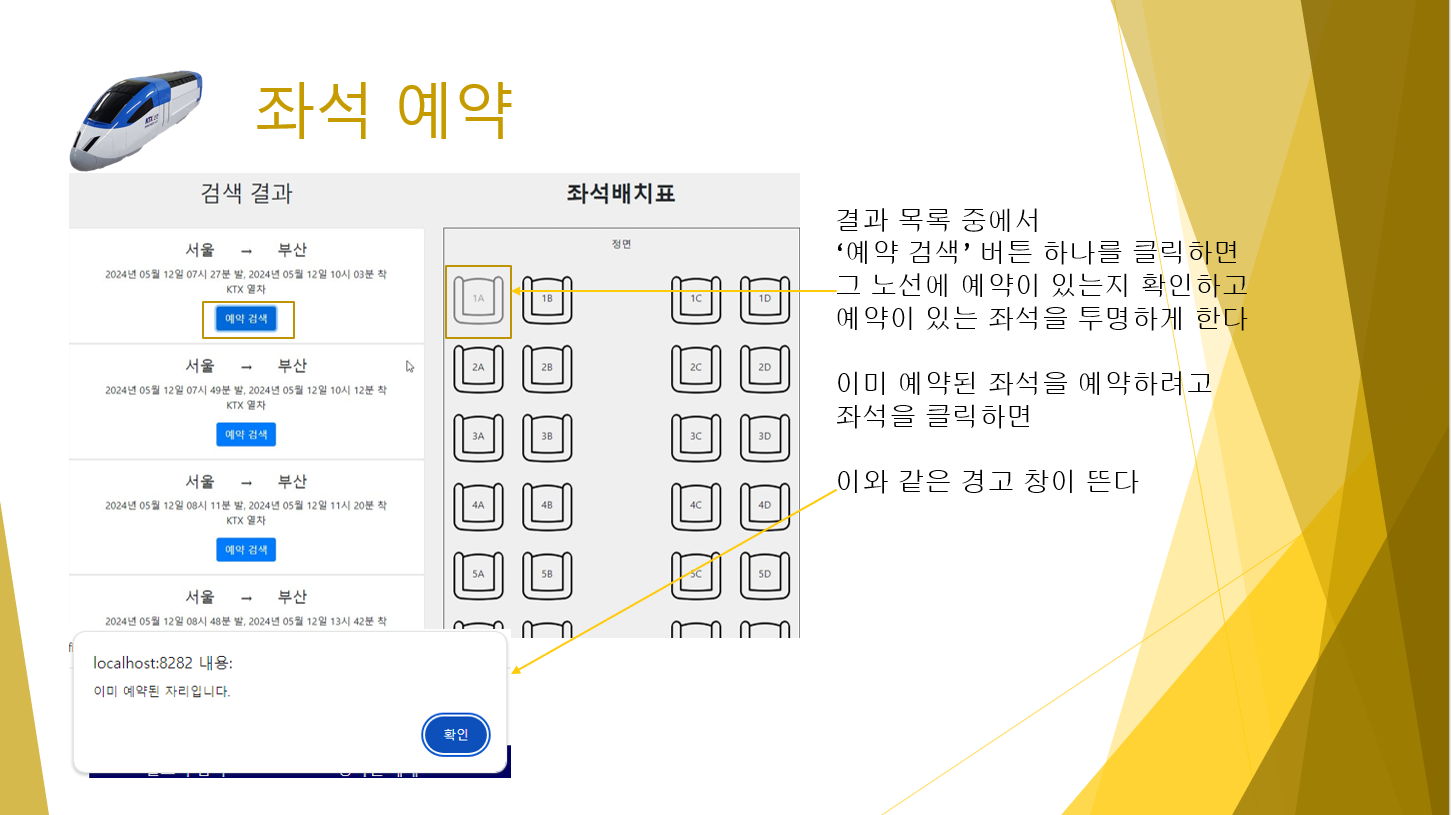 좌석 예약
검색 결과
서울 → 부산
2024년 05월 12일 07시 27분 발, 2024년 05월 12일 10시 03분 착
KTX 열차
예약 검색
서울 → 부산
2024년 05월 12일 07시 49분 발, 2024년 05월 12일 10시 12분 착
KTX 열차
예약 검색
서울 → 부산
2024년 05월 12일 08시 11분 발, 2024년 05월 12일 11시 20분 착
KTX 열차
예약 검색
서울 → 부산
2024년 05월 12일 08시 48분 발, 2024년 05월 12일 13시 42분 착
좌석배치표
정면
1A 1B 1C 1D
2A 2B 2C 2D
3A 3B 3C 3D
4A 4B 4C 4D
5A 5B 5C 5D
localhost:8282 내용:
이미 예약된 자리입니다.
확인
결과 목록 중에서
‘예약 검색’ 버튼 하나를 클릭하면
그 노선에 예약이 있는지 확인하고
예약이 있는 좌석을 투명하게 한다
이미 예약된 좌석을 예약하려고
좌석을 클릭하면
이와 같은 경고 창이 뜬다